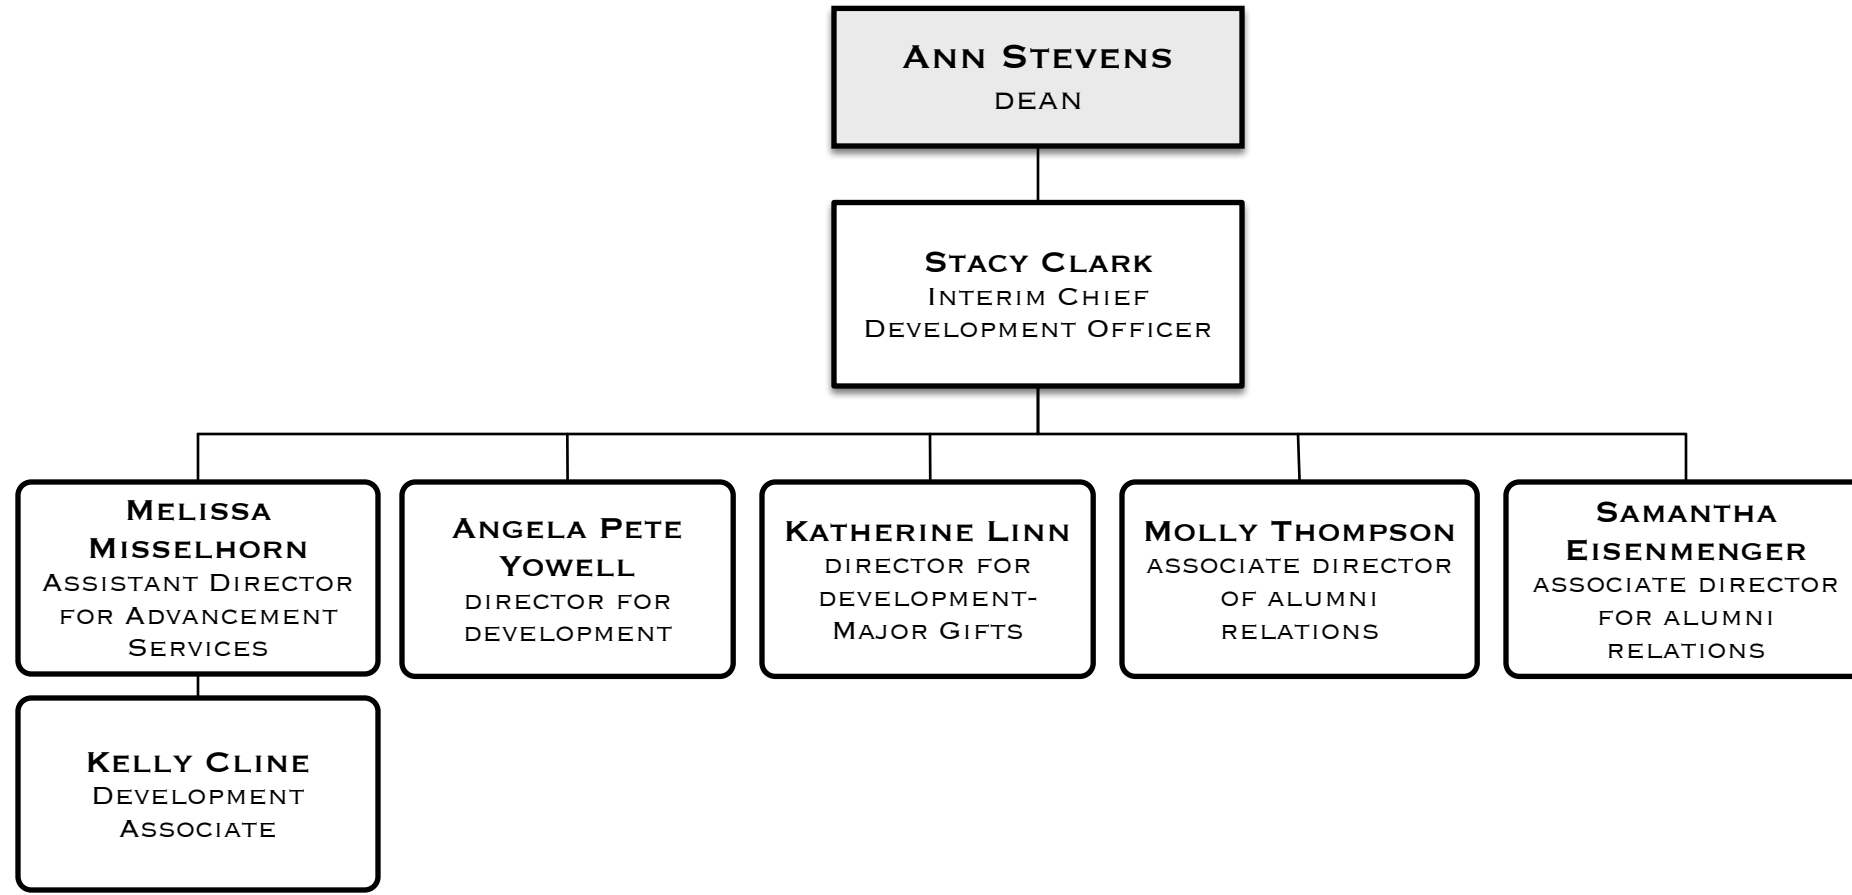 Ann Stevens
dean
Stacy Clark
Interim Chief
Development Officer
Melissa
Misselhorn
Assistant Director
for Advancement
Services
Angela Pete
Yowell
director for
development
Katherine Linn
director for
development-
Major Gifts
Molly Thompson
associate director
of alumni
relations
Samantha
Eisenmenger
associate director
for alumni
relations
Kelly Cline
Development
Associate